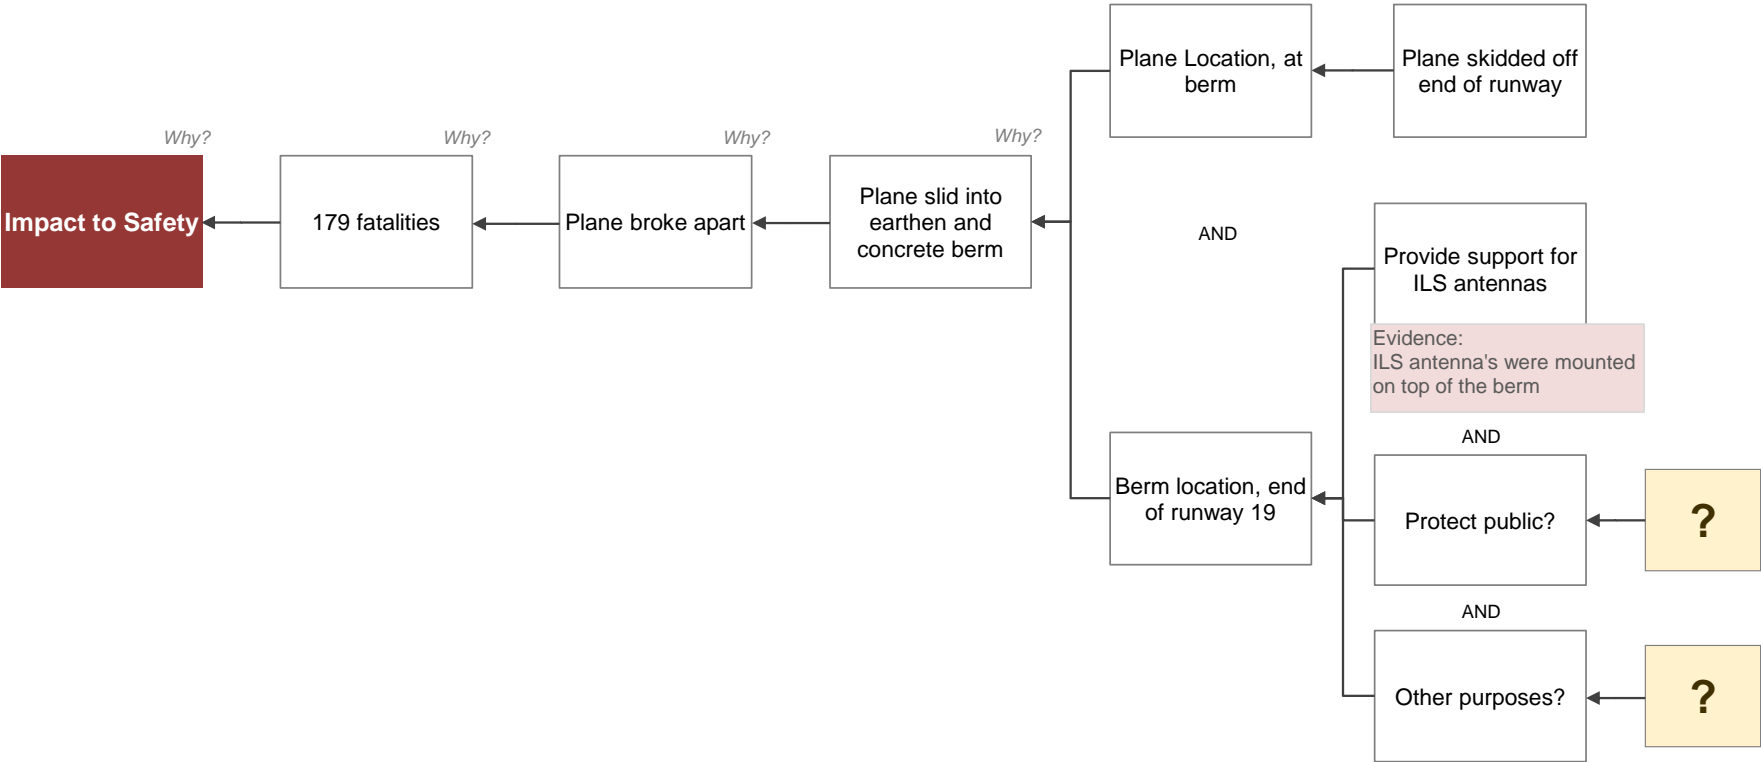 Why?
Impact to Safety
Why?
179 fatalities
Why?
Plane broke apart
Why?
Plane slid into
earthen and
concrete berm
Plane Location, at
berm
Plane skidded off
end of runway
AND
Provide support for
ILS antennas
Evidence:
ILS antenna's were mounted
on top of the berm
AND
Berm location, end
of runway 19
Protect public?
?
AND
Other purposes?
?